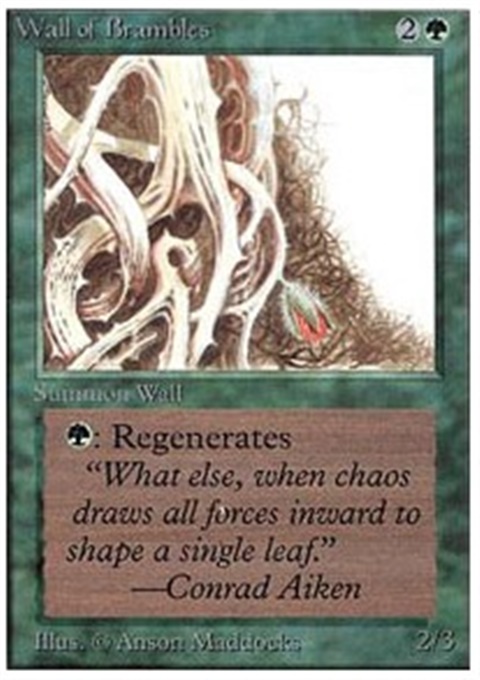 Wall of Brambles 2
Summon Wall
: Regenerates
“What else, when chaos
draws all forces inward to
shape a single leaf.”
—Conrad Aiken
Illus. © Anson Maddocks 2/3